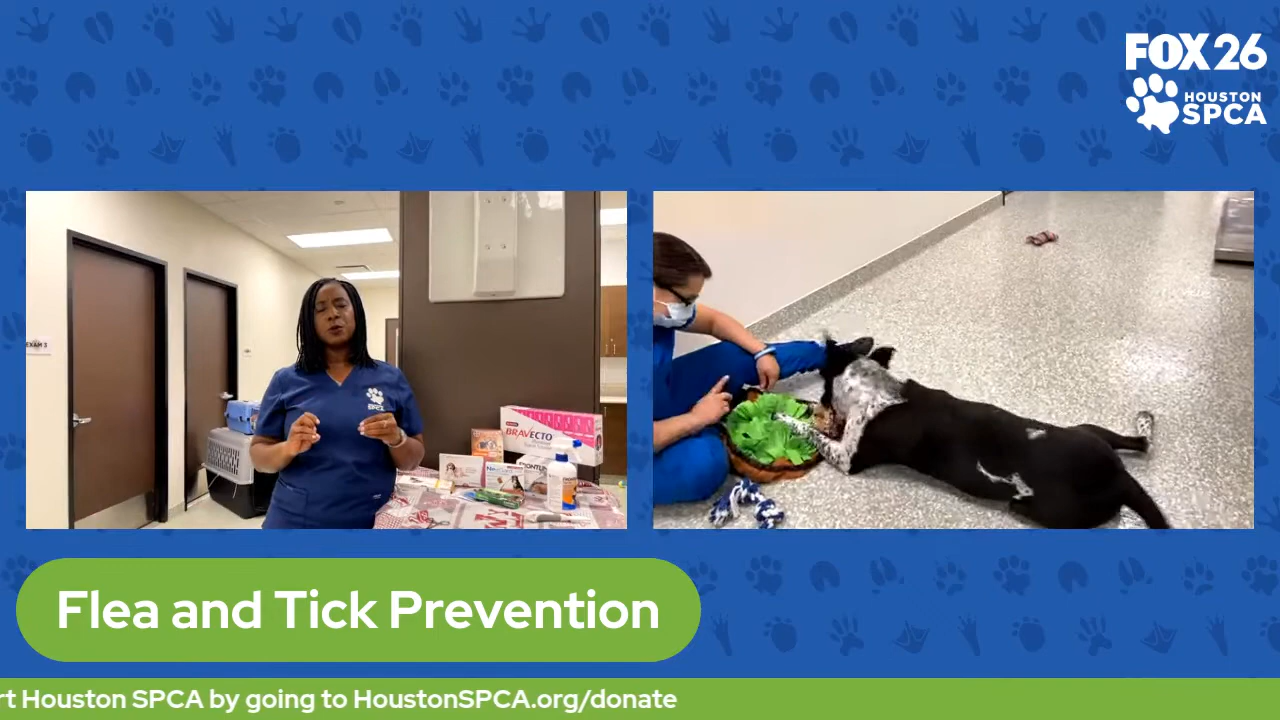 FOX 26
HOUSTON
SPCA
EXAM 3
BRAVECTO
Flea and Tick Prevention
rt Houston SPCA by going to HoustonSPCA.org/donate